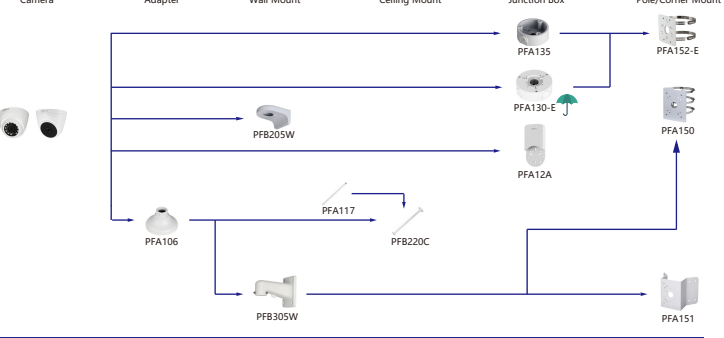 Camera Adapter Wall Mount Ceiling Mount Junction Box Pole/Corner Mount
PFA135
PFA152-E
PFA130-E
PFB205W
PFA150
PFA12A
PFA117
PFA106
PFB220C
PFB305W
PFA151